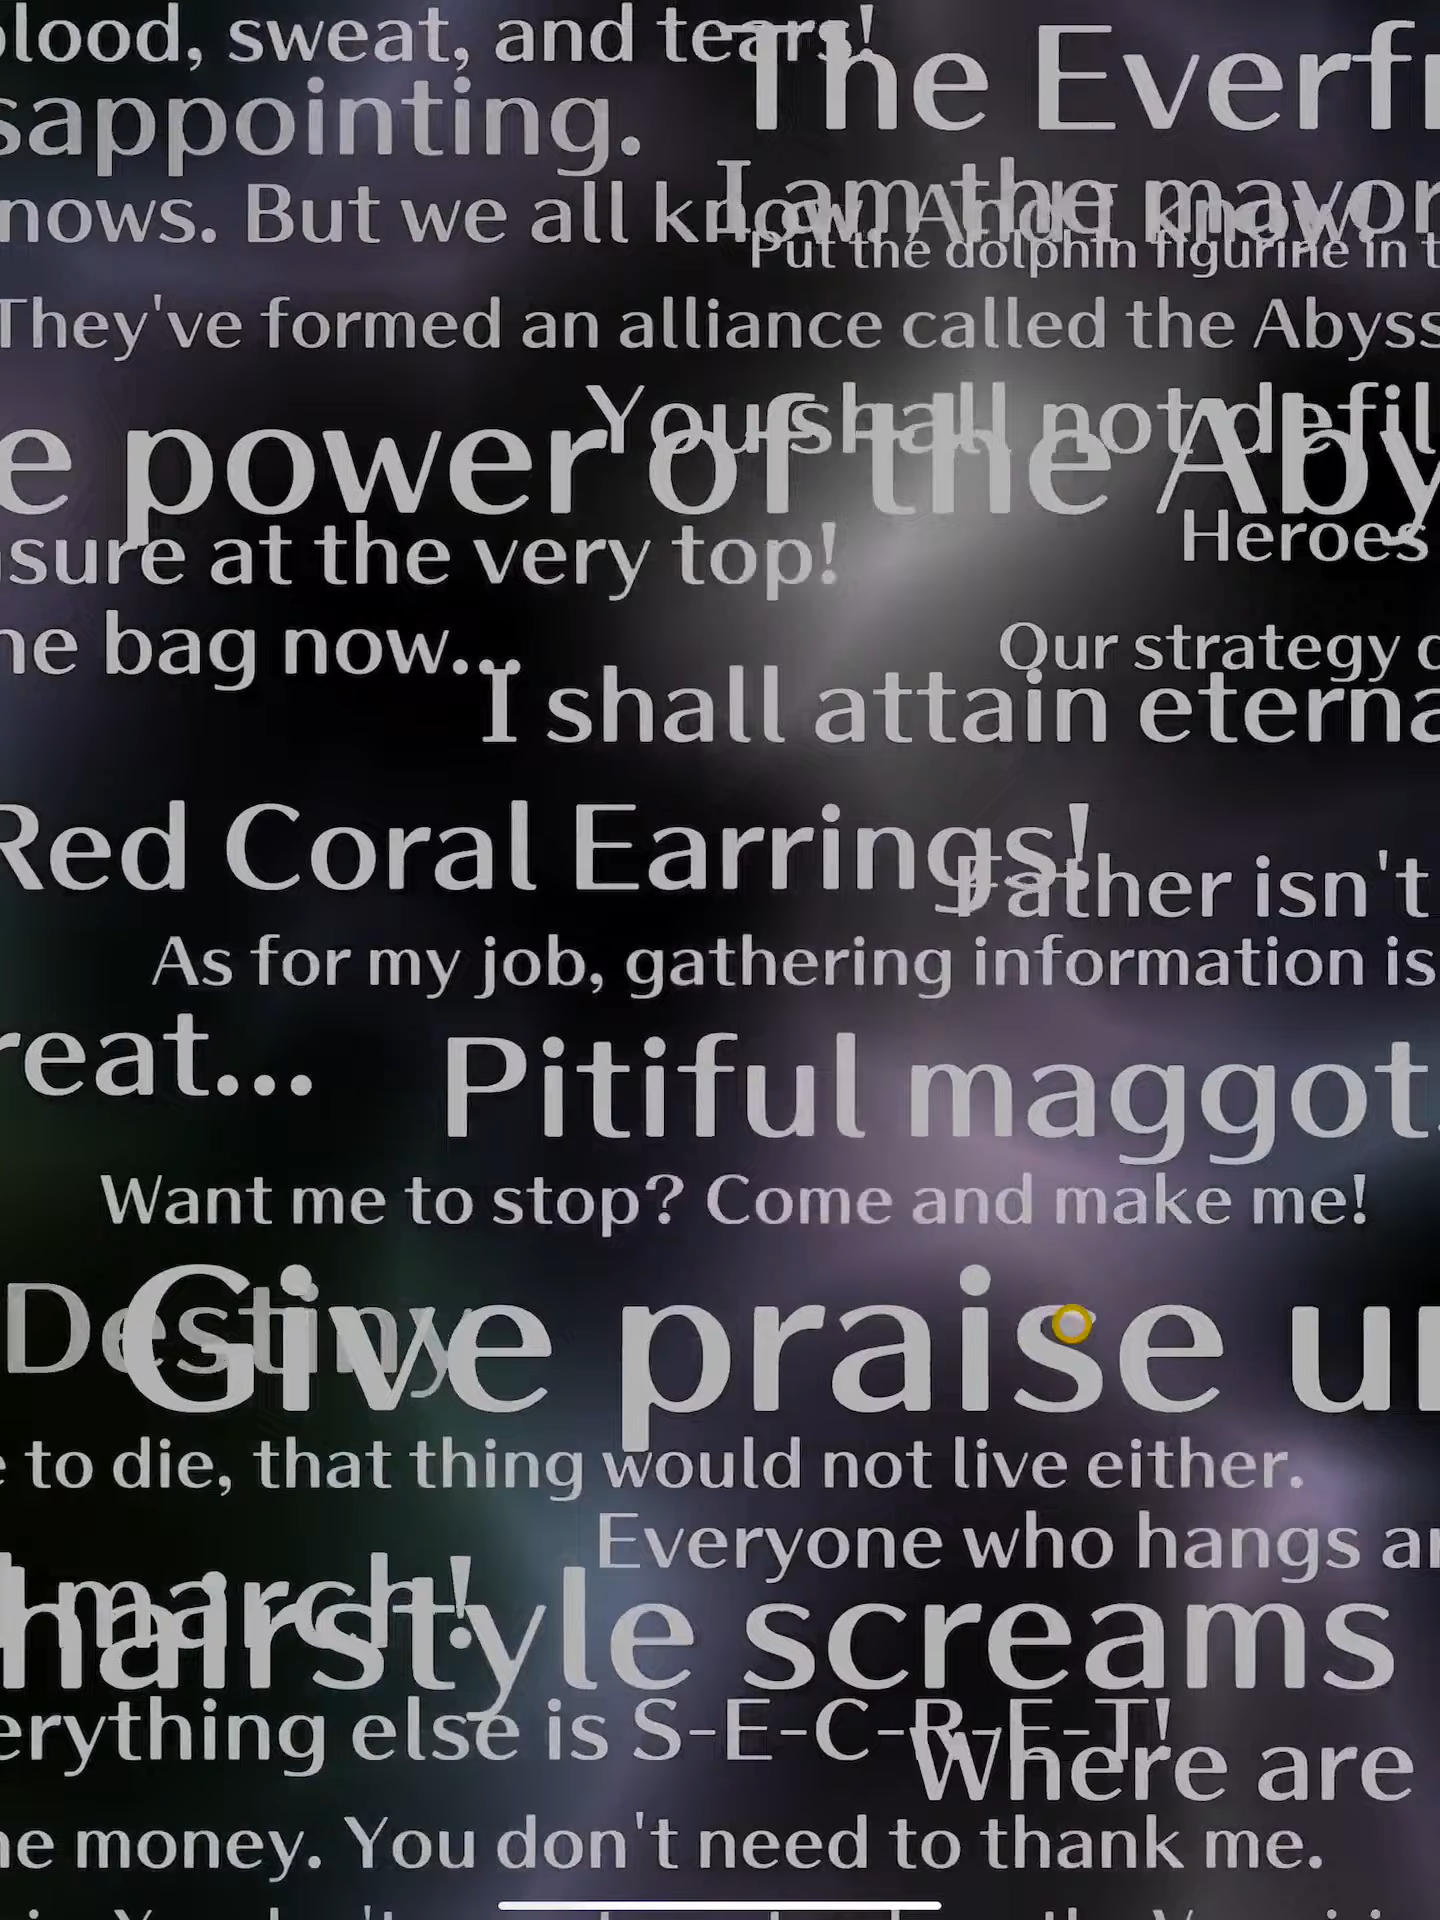 blood, sweat, and tears!
The Everfr
sappointing.
I am the mayor
nows. But we all know. And I know!
Put the dolphin figurine in t
They've formed an alliance called the Abyss
You shall not defil
e power of the Aby
Heroes
sure at the very top!
he bag now...
Our strategy
I shall attain eterna
Red Coral Earrings!
Father isn't
As for my job, gathering information is
reat...
Pitiful maggot
Want me to stop? Come and make me!
Destiny
Give praise un
e to die, that thing would not live either.
Everyone who hangs ar
march!
hairstyle screams
erything else is S-E-C-R-E-T!
Where are
he money. You don't need to thank me.